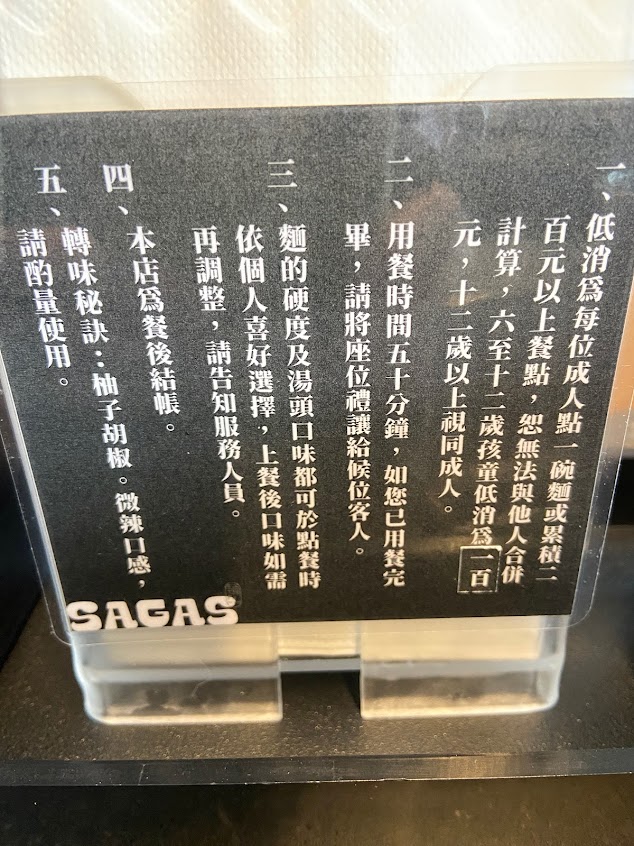 一、低消為每位成人點一碗麵或累積二
百元以上餐點，恕無法與他人合併
計算，六至十二歲孩童低消為一百
元，十二歲以上視同成人。
二、用餐時間五十分鐘，如您已用餐完
畢，請將座位禮讓給候位客人。
三、麵的硬度及湯頭口味都可於點餐時
依個人喜好選擇，上餐後口味如需
再調整，請告知服務人員。
四、本店為餐後結帳。
五、轉味秘訣：柚子胡椒。微辣口感，
請酌量使用。
SAGAS